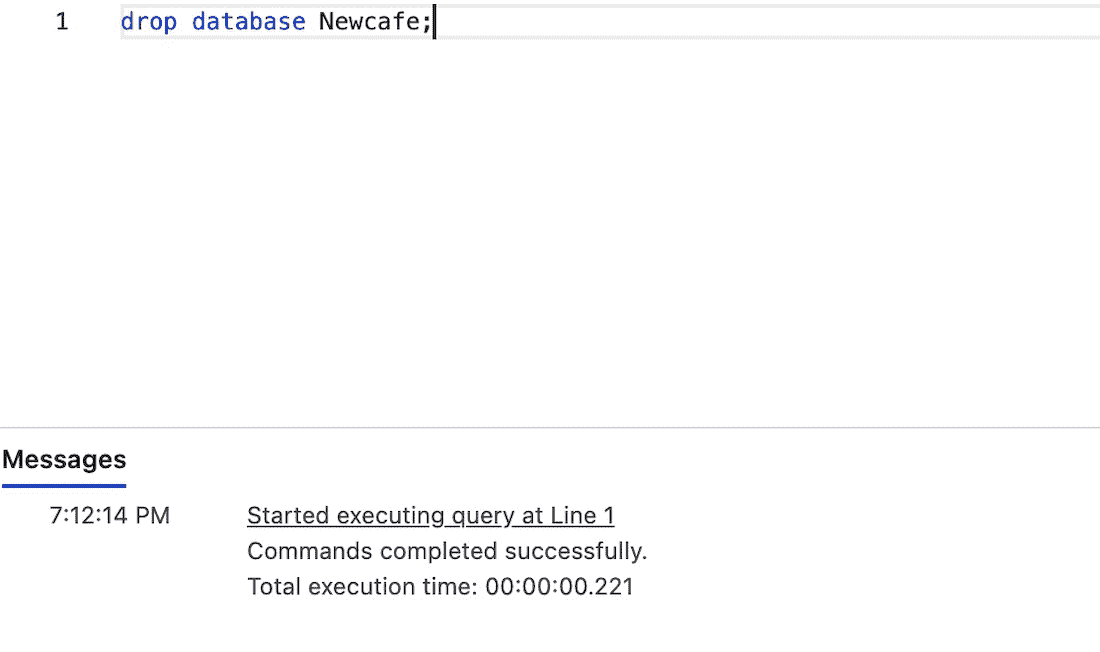 1 drop database Newcafe;
Messages
7:12:14 PM Started executing query at Line 1
Commands completed successfully.
Total execution time: 00:00:00.221